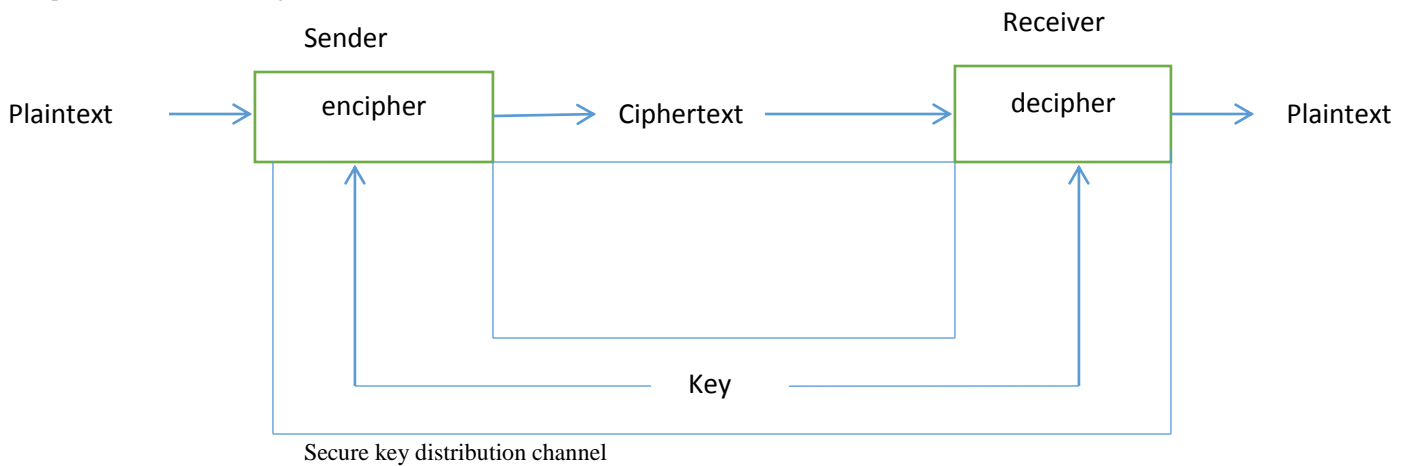 Sender
Receiver
Plaintext
encipher
Ciphertext
decipher
Plaintext
Key
Secure key distribution channel